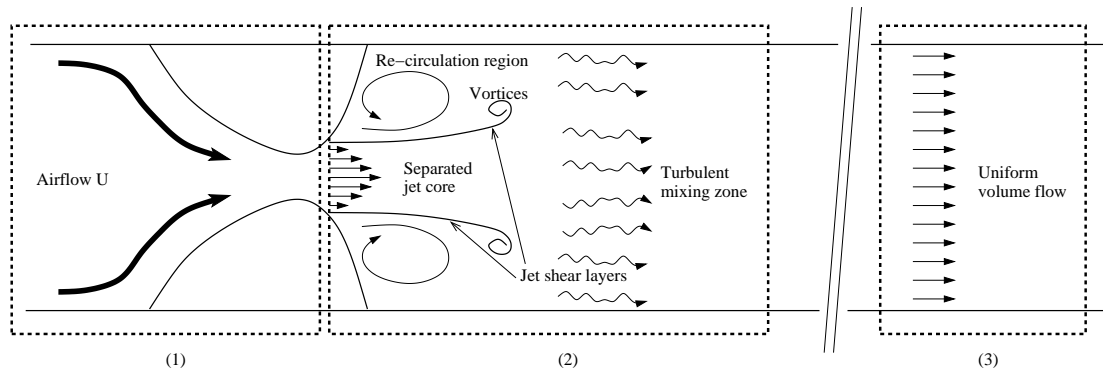 Re−circulation region
Vortices
Airflow U
Separated
jet core
Turbulent
mixing zone
Uniform
volume flow
Jet shear layers
(1)
(2)
(3)